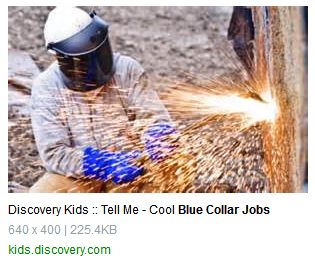 Discovery Kids :: Tell Me - Cool Blue Collar Jobs
640 x 400 | 225.4KB
kids.discovery.com